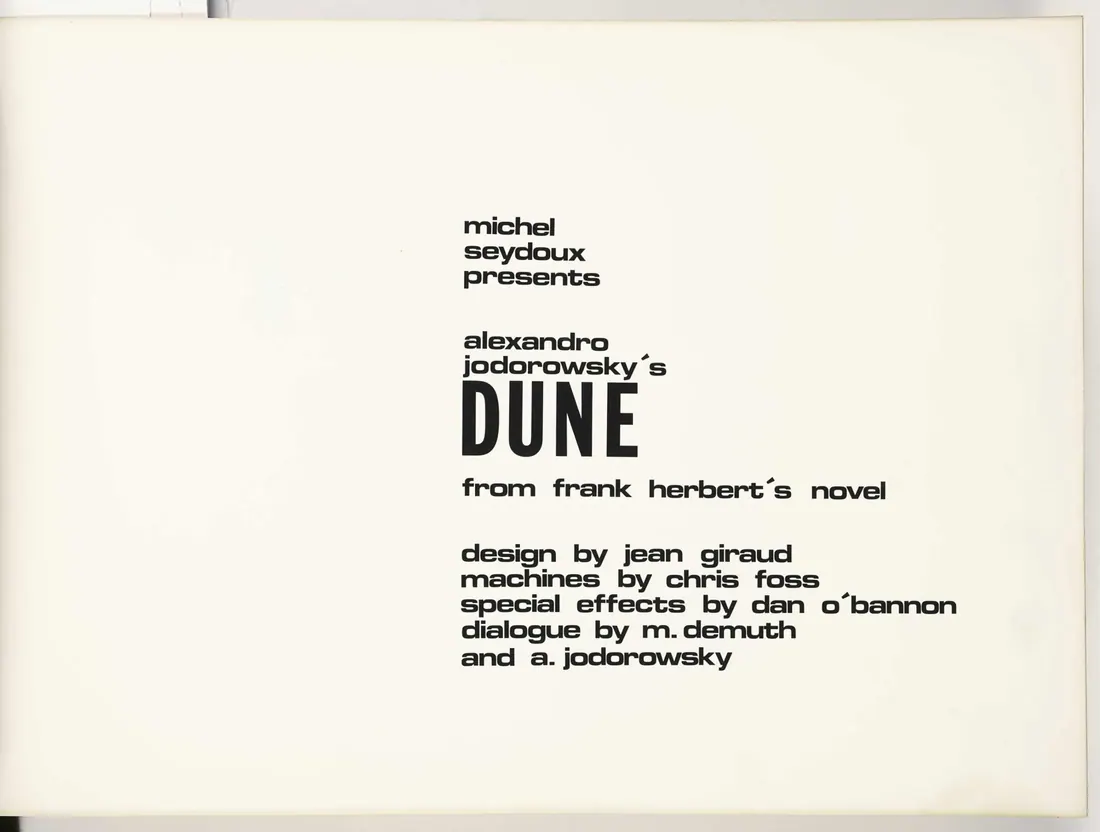 michel
seydoux
presents
alexandro
jodorowsky´s
DUNE
from frank herbert´s novel
design by jean giraud
machines by chris foss
special effects by dan o´bannon
dialogue by m. demuth
and a. jodorowsky